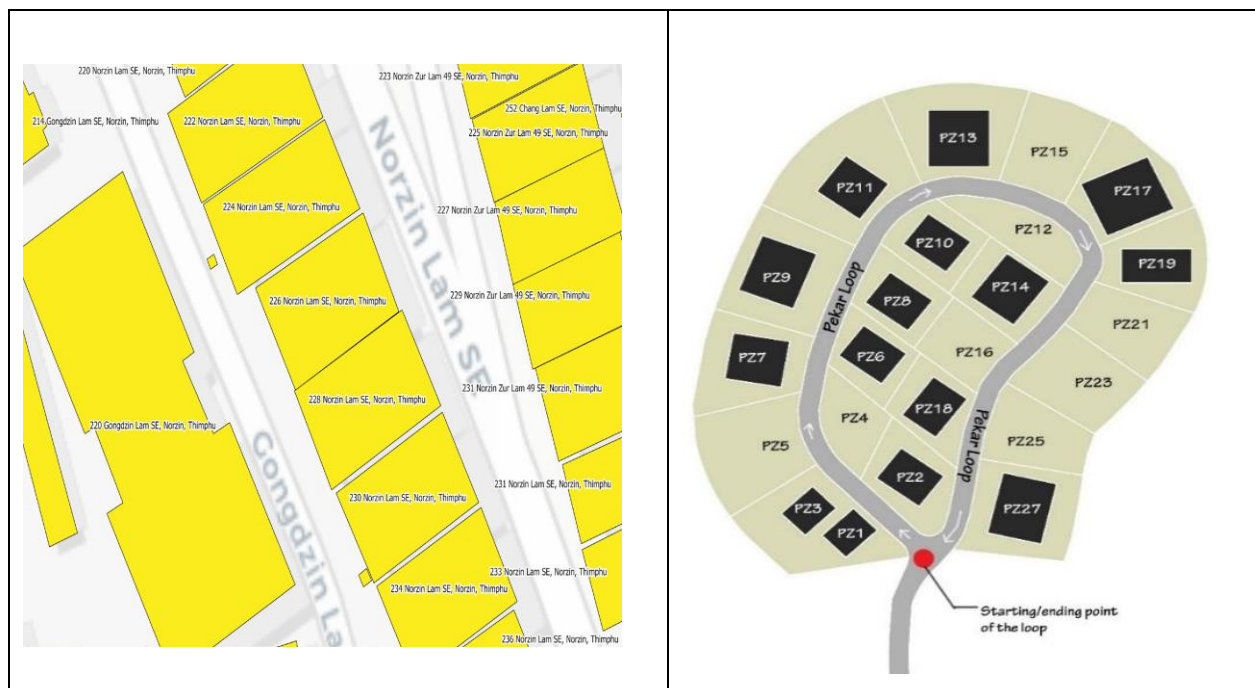 220 Norzin Lam SE, Norzin, Thimphu
223 Norzin Zur Lam 49 SE, Norzin, Thimphu
252 Chang Lam SE, Norzin, Thimphu
214 Gongdzin Lam SE, Norzin, Thimphu
222 Norzin Lam SE, Norzin, Thimphu
225 Norzin Zur Lam 49 SE, Norzin, Thimphu
224 Norzin Lam SE, Norzin, Thimphu
227 Norzin Zur Lam 49 SE, Norzin, Thimphu
Norzin Lam SE
226 Norzin Lam SE, Norzin, Thimphu
229 Norzin Zur Lam 49 SE, Norzin, Thimphu
231 Norzin Zur Lam 49 SE, Norzin, Thimphu
228 Norzin Lam SE, Norzin, Thimphu
220 Gongdzin Lam SE, Norzin, Thimphu
Gongdzin La
231 Norzin Lam SE, Norzin, Thimphu
230 Norzin Lam SE, Norzin, Thimphu
233 Norzin Lam SE, Norzin, Thimphu
234 Norzin Lam SE, Norzin, Thimphu
236 Norzin Lam SE, Norzin, Thimphu
PZ13
PZ15
PZ11
PZ17
PZ12
PZ10
PZ19
PZ9
PZ14
PZ8
Pekar Loop
PZ21
PZ7
PZ6
PZ16
PZ23
PZ18
PZ4
PZ5
Pekar Loop
PZ25
PZ2
PZ3
PZ1
PZ27
Starting/ending point
of the loop